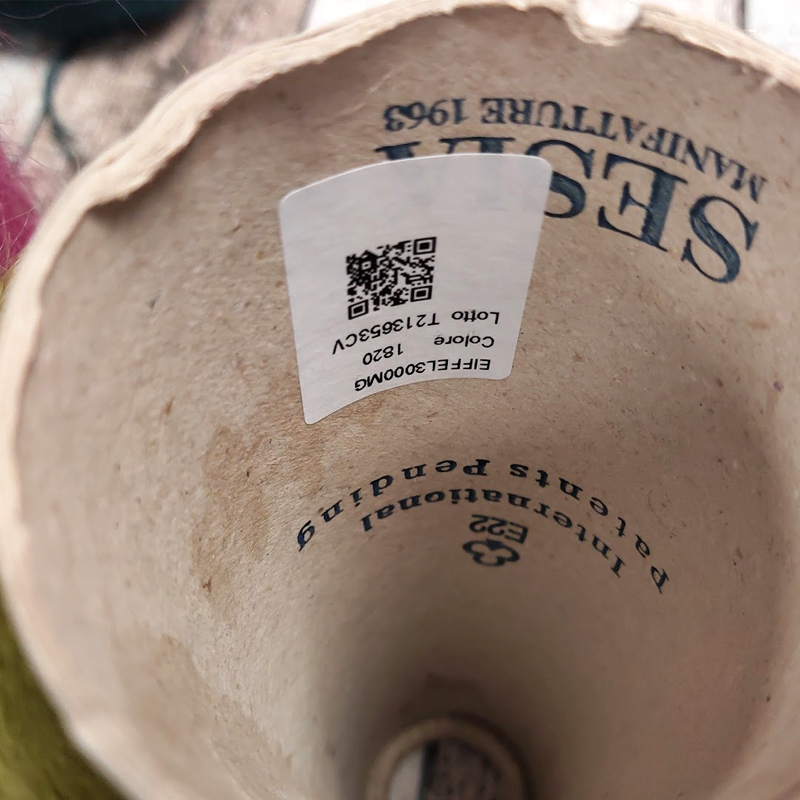 SESIA
MANIFATTURE 1963
EIFFEL3000MG
Colore 1820
Lotto T213653CV
E22
International
Patents Pending